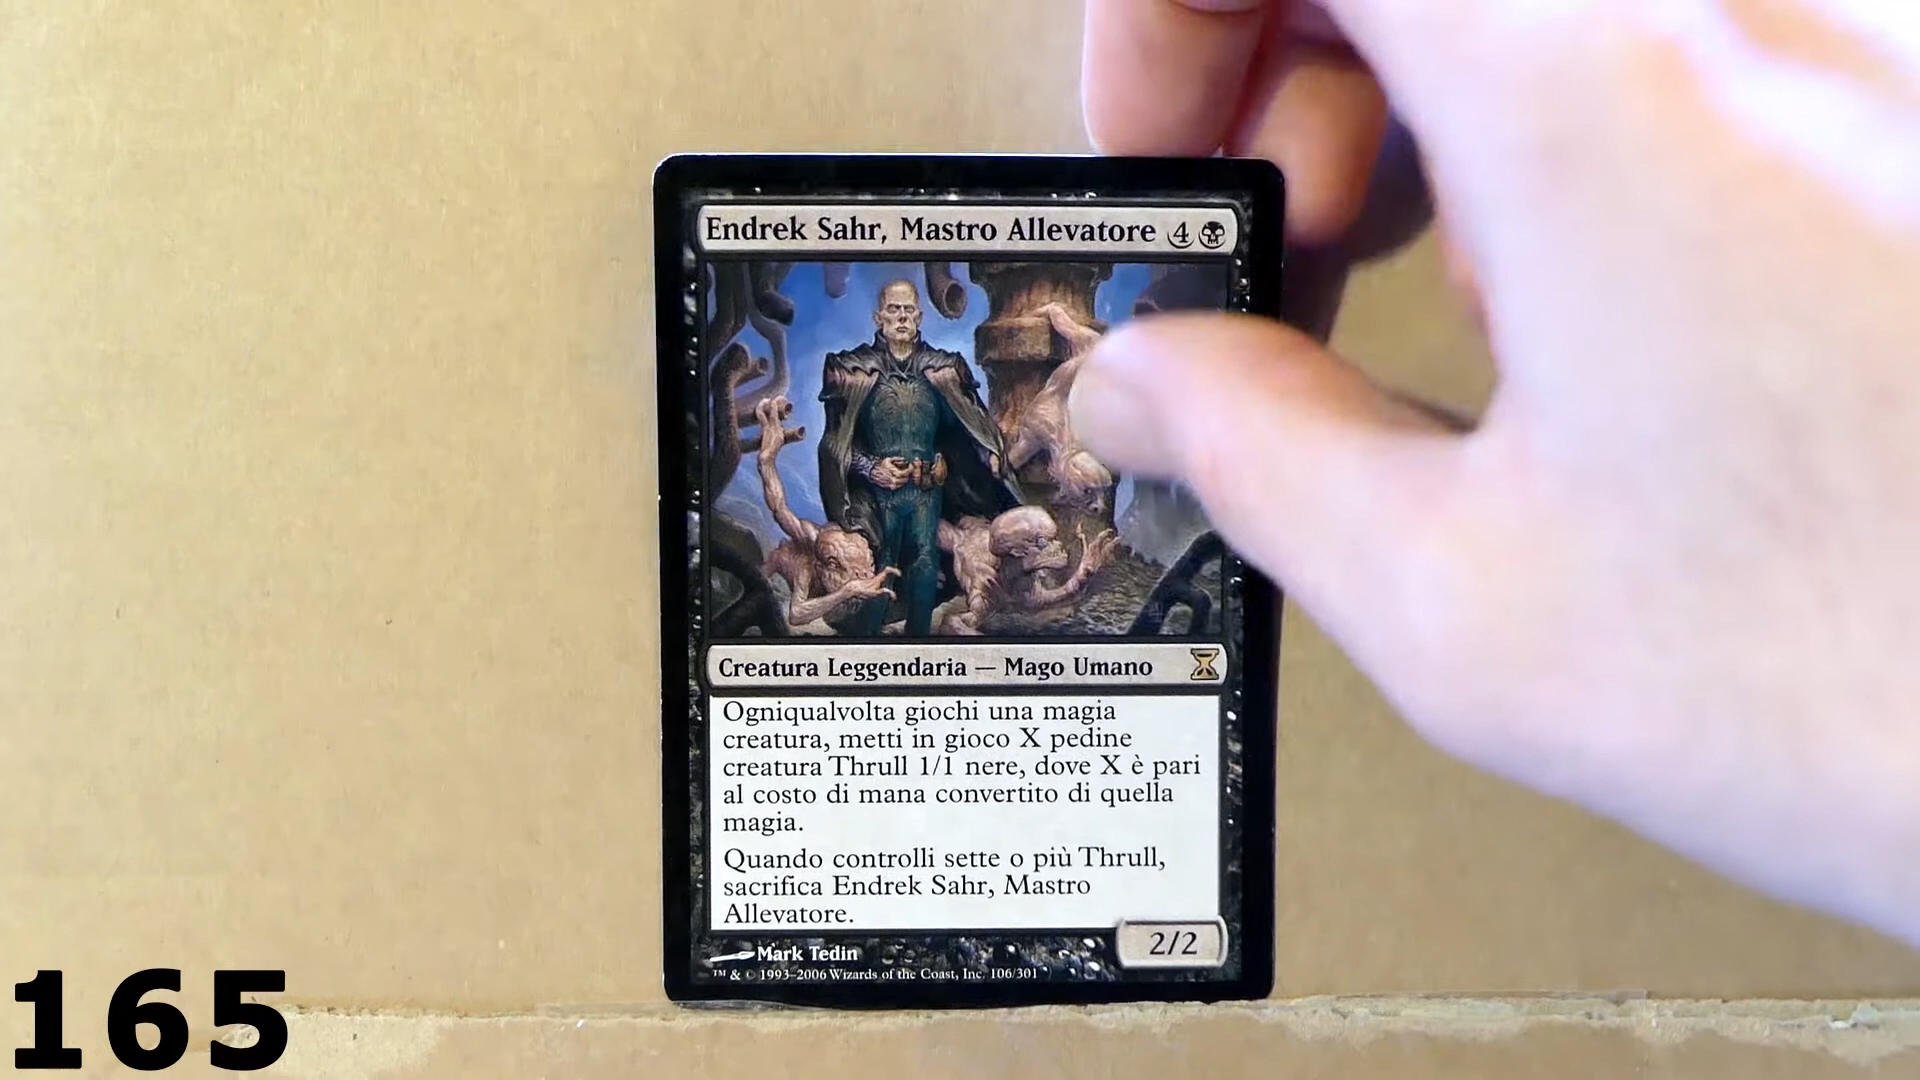 Endrek Sahr, Mastro Allevatore 4
Creatura Leggendaria — Mago Umano
Ogniqualvolta giochi una magia
creatura, metti in gioco X pedine
creatura Thrull 1/1 nere, dove X è pari
al costo di mana convertito di quella
magia.
Quando controlli sette o più Thrull,
sacrifica Endrek Sahr, Mastro
Allevatore.
2/2
Mark Tedin
™ & © 1993–2006 Wizards of the Coast, Inc. 106/301
165